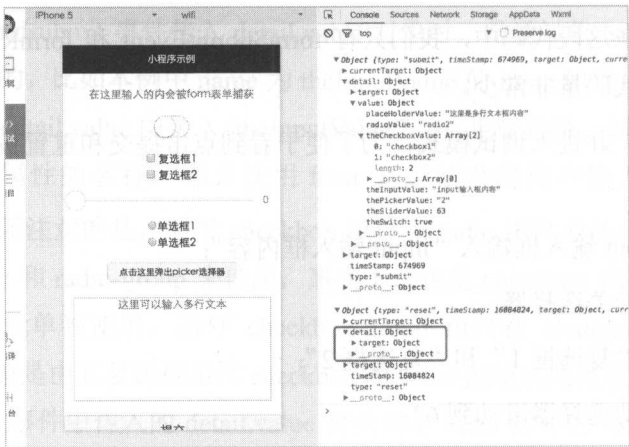 iPhone 5
wifi
小程序示例
在这里输入的内会被form表单捕获
复选框1
复选框2
0
单选框1
单选框2
点击这里弹出picker选择器
这里可以输入多行文本
提交
Console Sources Network Storage AppData Wxml
top
Preserve log
▼Object {type: "submit", timeStamp: 674969, target: Object, curre
▶currentTarget: Object
▼detail: Object
▶target: Object
▼value: Object
placeHolderValue: "这里是多行文本框内容"
radioValue: "radio2"
▼theCheckboxValue: Array[2]
0: "checkbox1"
1: "checkbox2"
length: 2
▶__proto__: Array[0]
theInputValue: "input输入框内容"
thePickerValue: "2"
theSliderValue: 63
theSwitch: true
▶__proto__: Object
▶__proto__: Object
▶target: Object
timeStamp: 674969
type: "submit"
▶__proto__: Object
▼Object {type: "reset", timeStamp: 16084824, target: Object, curr
▶currentTarget: Object
▼detail: Object
▶target: Object
▶__proto__: Object
▶target: Object
timeStamp: 16084824
type: "reset"
▶__proto__: Object